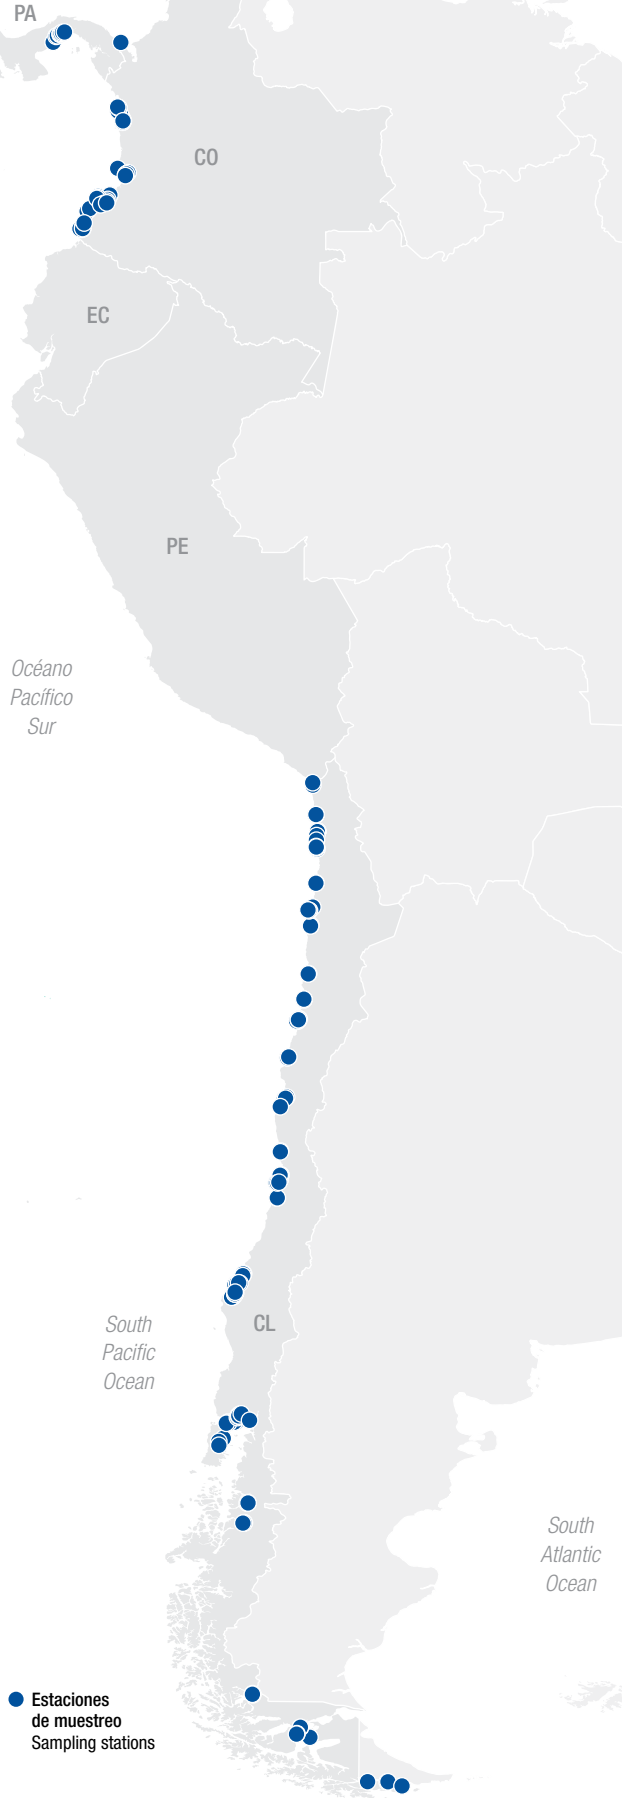 PA
CO
EC
PE
Océano
Pacífico
Sur
South
Pacific
Ocean
CL
South
Atlantic
Ocean
Estaciones
de muestreo
Sampling stations